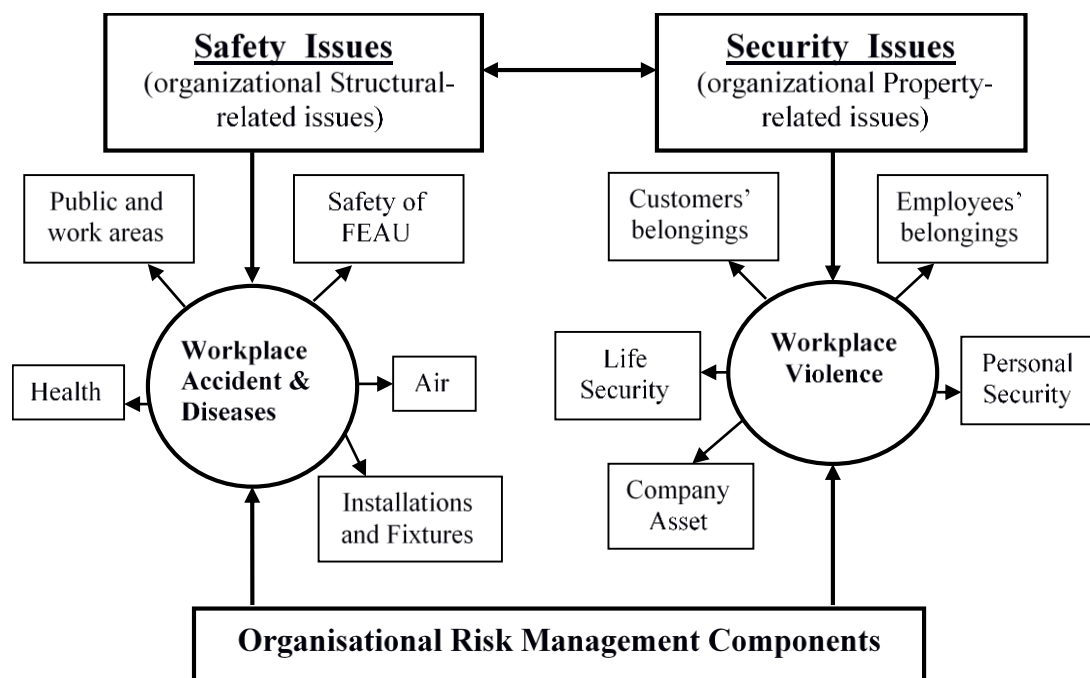 Safety Issues
(organizational Structural-
related issues)
Security Issues
(organizational Property-
related issues)
Public and
work areas
Safety of
FEAU
Customers'
belongings
Employees'
belongings
Workplace
Accident &
Diseases
Workplace
Violence
Health
Air
Life
Security
Personal
Security
Installations
and Fixtures
Company
Asset
Organisational Risk Management Components